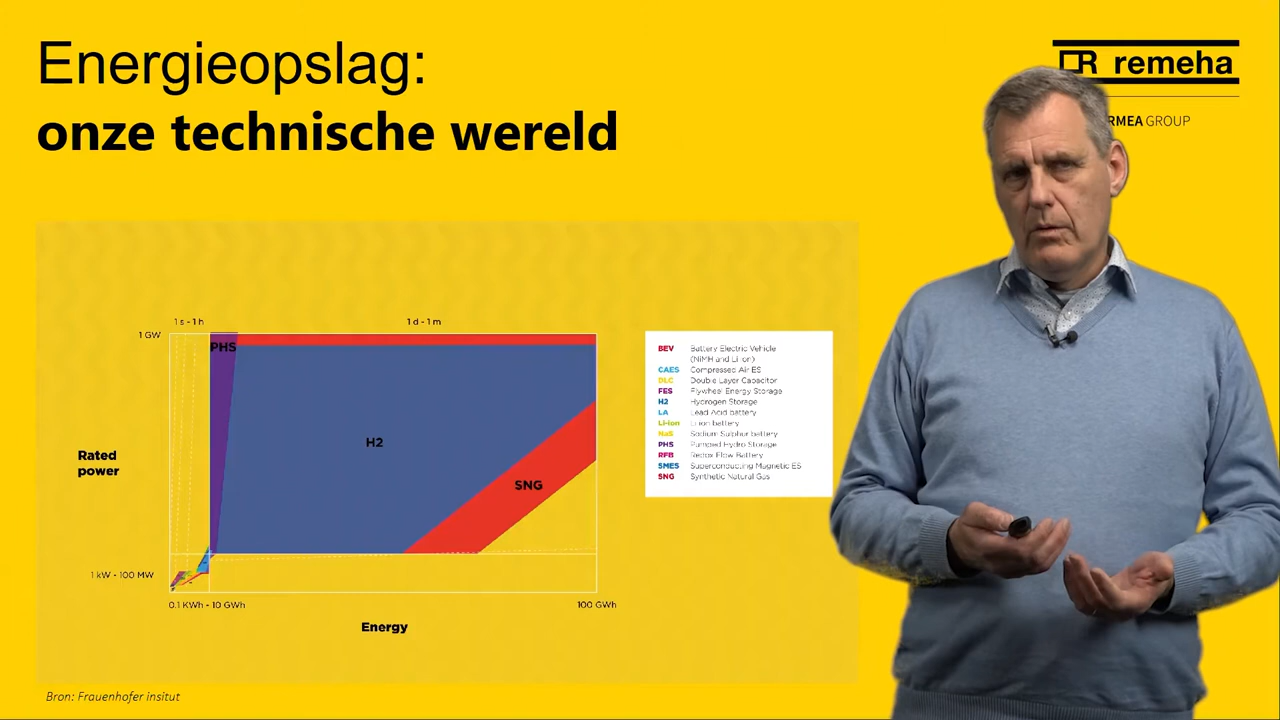 Energieopslag:
onze technische wereld
remeha
RMEA GROUP
1 s - 1 h
1 d - 1 m
1 GW
PHS
H2
SNG
Rated
power
1 kW - 100 MW
0.1 KWh - 10 GWh
100 GWh
Energy
BEV Battery Electric Vehicle
(NiMH and Li-ion)
CAES Compressed Air ES
DLC Double Layer Capacitor
FES Flywheel Energy Storage
H2 Hydrogen Storage
LA Lead Acid battery
Li-ion Li-ion battery
NaS Sodium Sulphur battery
PHS Pumped Hydro Storage
RFB Redox Flow Battery
SMES Superconducting Magnetic ES
SNG Synthetic Natural Gas
Bron: Frauenhofer insitut